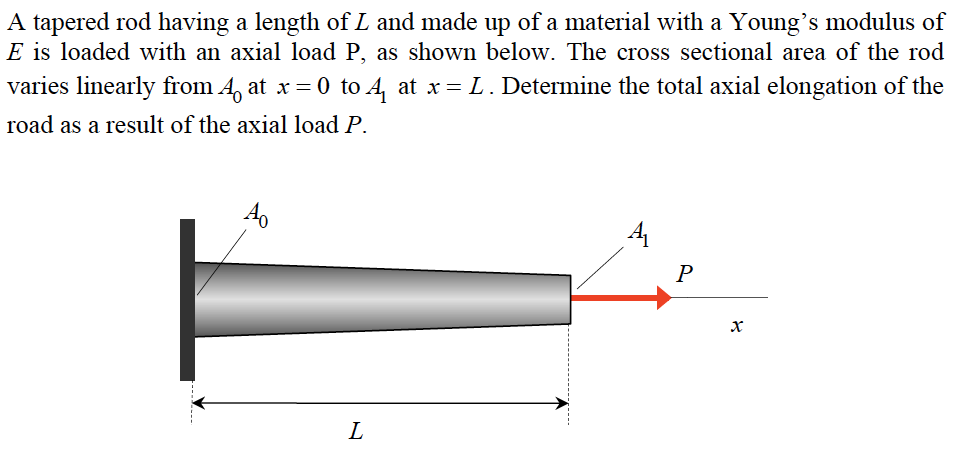 A tapered rod having a length of L and made up of a material with a Young’s modulus of
E is loaded with an axial load P, as shown below. The cross sectional area of the rod
varies linearly from A₀ at x = 0 to A₁ at x = L. Determine the total axial elongation of the
road as a result of the axial load P.
A₀
A₁
P
x
L